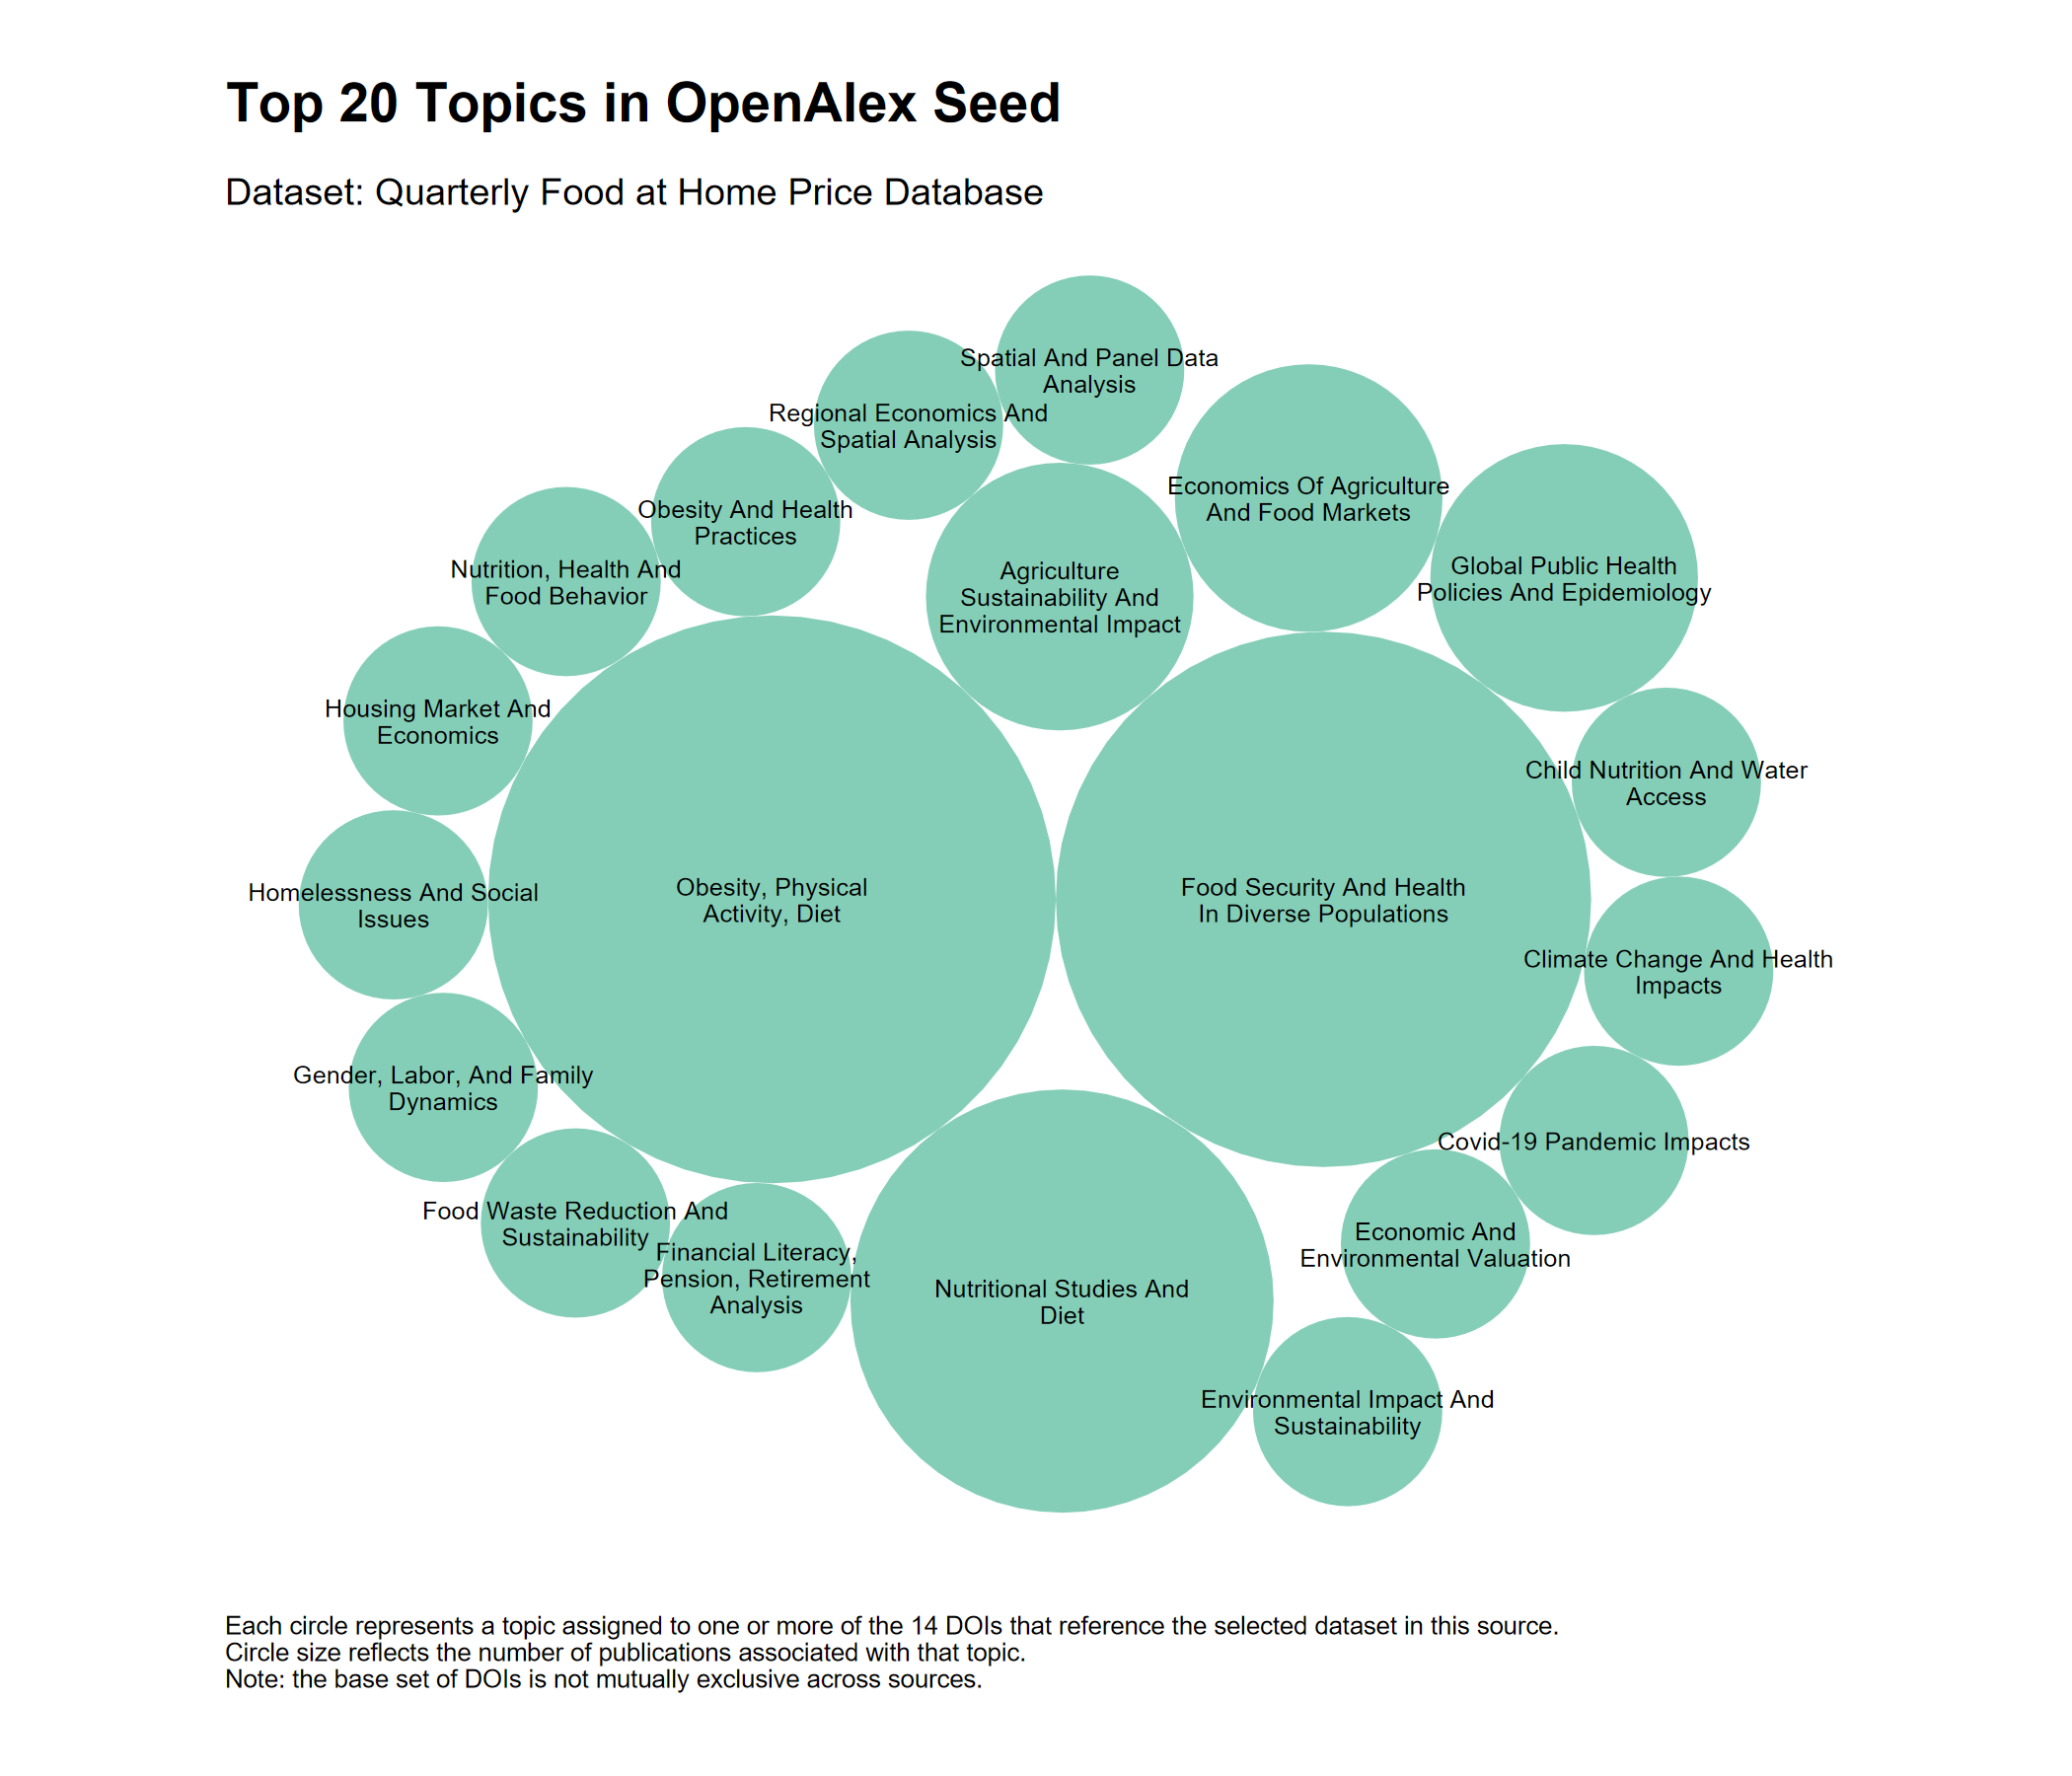 Top 20 Topics in OpenAlex Seed
Dataset: Quarterly Food at Home Price Database
Spatial And Panel Data
Analysis
Regional Economics And
Spatial Analysis
Economics Of Agriculture
And Food Markets
Obesity And Health
Practices
Global Public Health
Policies And Epidemiology
Nutrition, Health And
Food Behavior
Agriculture
Sustainability And
Environmental Impact
Housing Market And
Economics
Child Nutrition And Water
Access
Homelessness And Social
Issues
Obesity, Physical
Activity, Diet
Food Security And Health
In Diverse Populations
Climate Change And Health
Impacts
Gender, Labor, And Family
Dynamics
Covid-19 Pandemic Impacts
Food Waste Reduction And
Sustainability
Financial Literacy,
Pension, Retirement
Analysis
Economic And
Environmental Valuation
Nutritional Studies And
Diet
Environmental Impact And
Sustainability
Each circle represents a topic assigned to one or more of the 14 DOIs that reference the selected dataset in this source.
Circle size reflects the number of publications associated with that topic.
Note: the base set of DOIs is not mutually exclusive across sources.